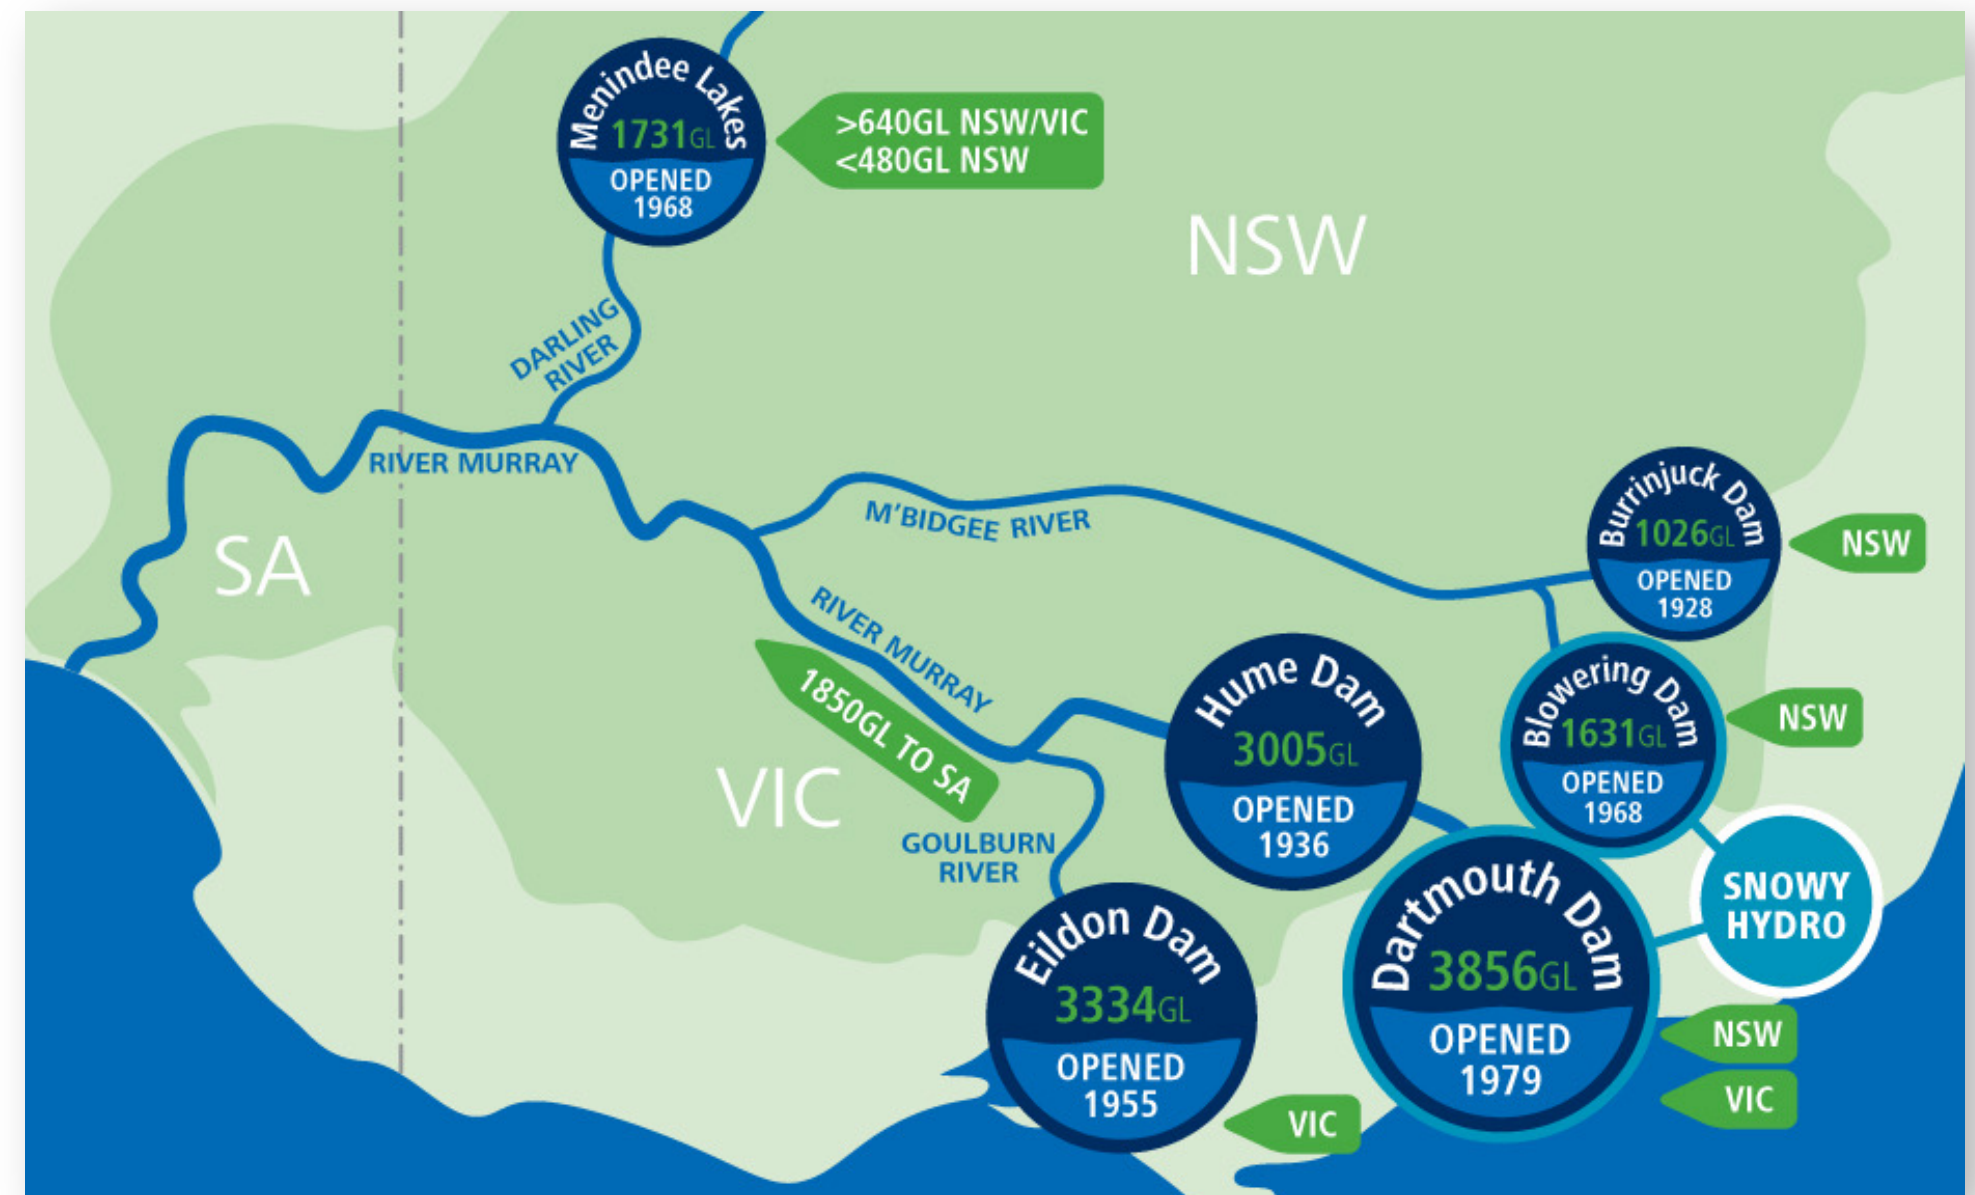 Menindee Lakes
1731GL
OPENED
1968
>640GL NSW/VIC
<480GL NSW
NSW
DARLING
RIVER
RIVER MURRAY
M'BIDGEE RIVER
Burrinjuck Dam
1026GL
OPENED
1928
NSW
SA
RIVER MURRAY
1850GL TO SA
Hume Dam
3005GL
OPENED
1936
Blowering Dam
1631GL
OPENED
1968
NSW
VIC
GOULBURN
RIVER
SNOWY
HYDRO
Eildon Dam
3334GL
OPENED
1955
VIC
Dartmouth Dam
3856GL
OPENED
1979
NSW
VIC